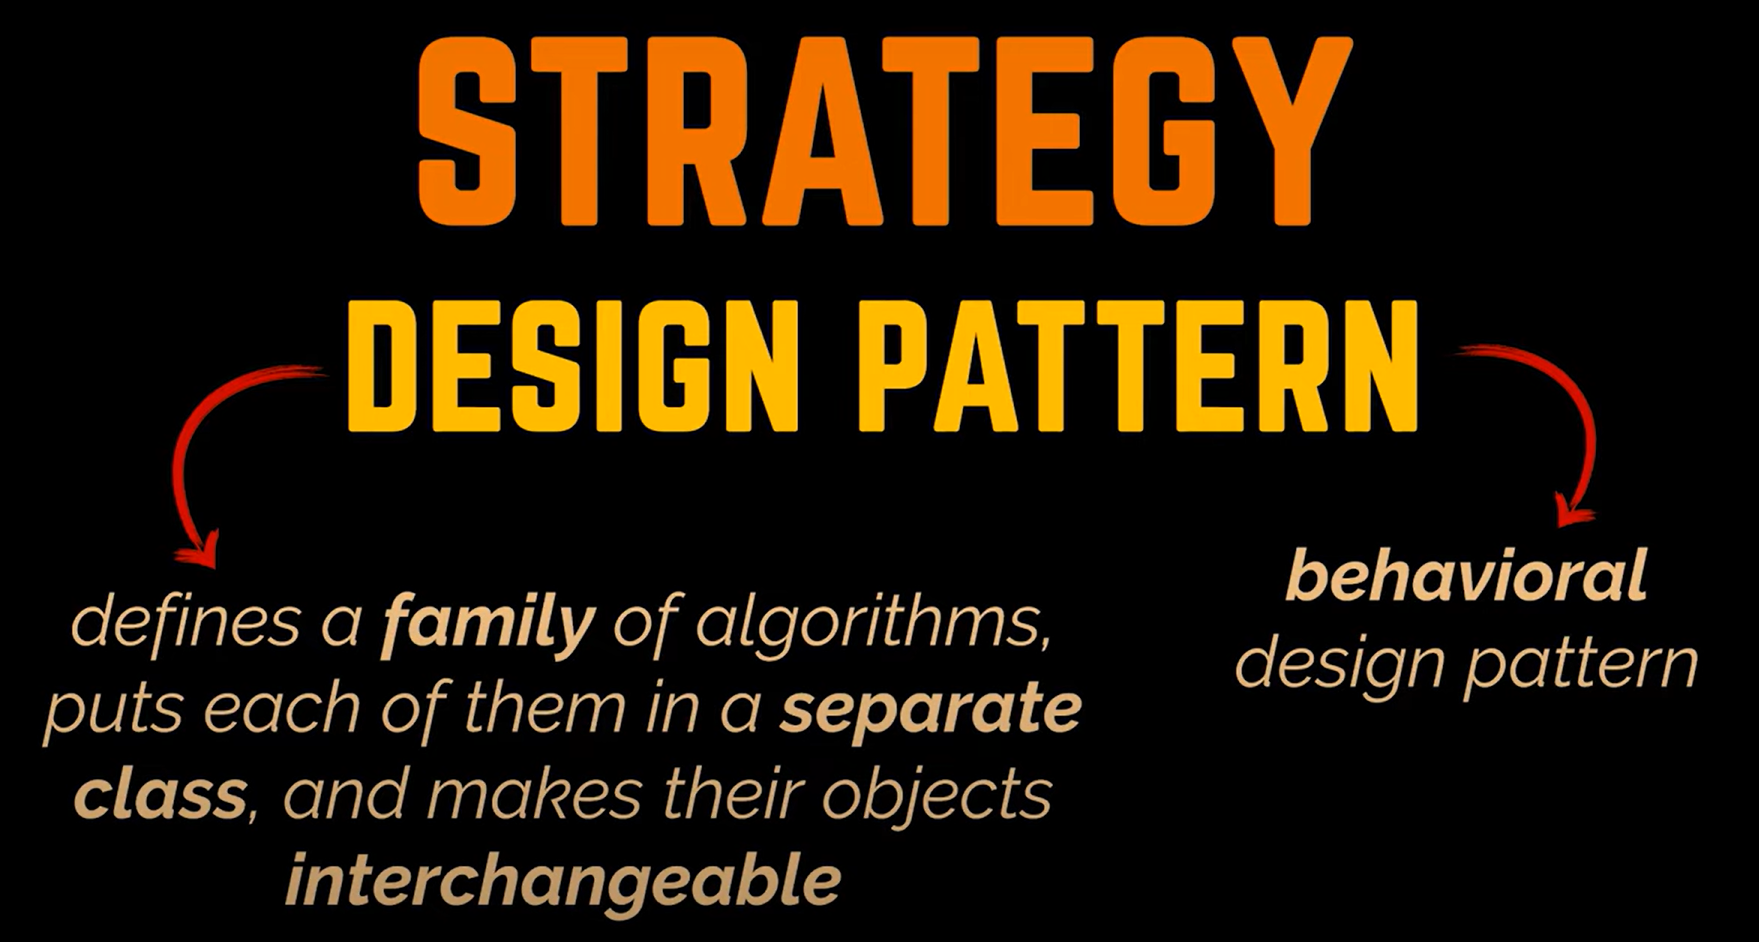 STRATEGY
DESIGN PATTERN
defines a family of algorithms,
puts each of them in a separate
class, and makes their objects
interchangeable
behavioral
design pattern